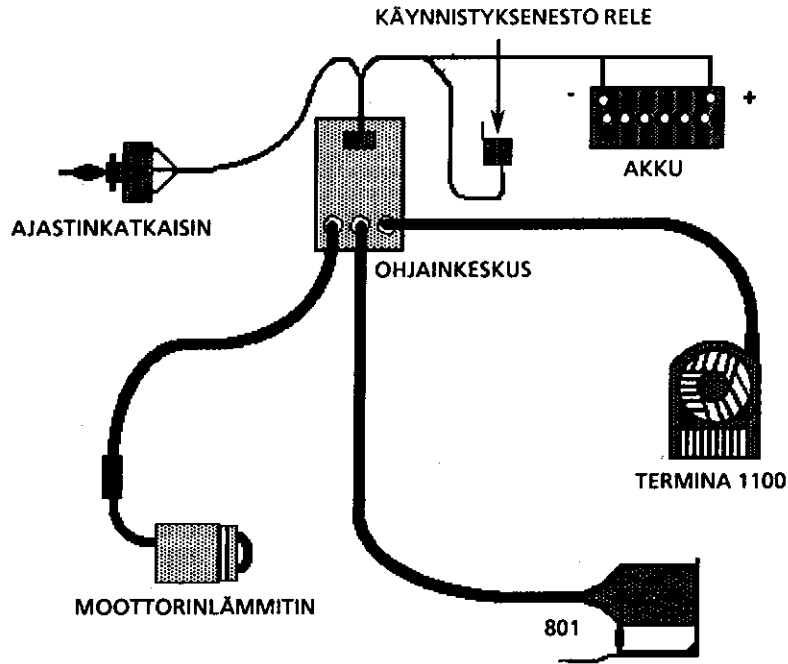 KÄYNNISTYKSENESTO RELE
- +
AKKU
AJASTINKATKAISIN
OHJAINKESKUS
TERMINA 1100
MOOTTORINLÄMMITIN
801